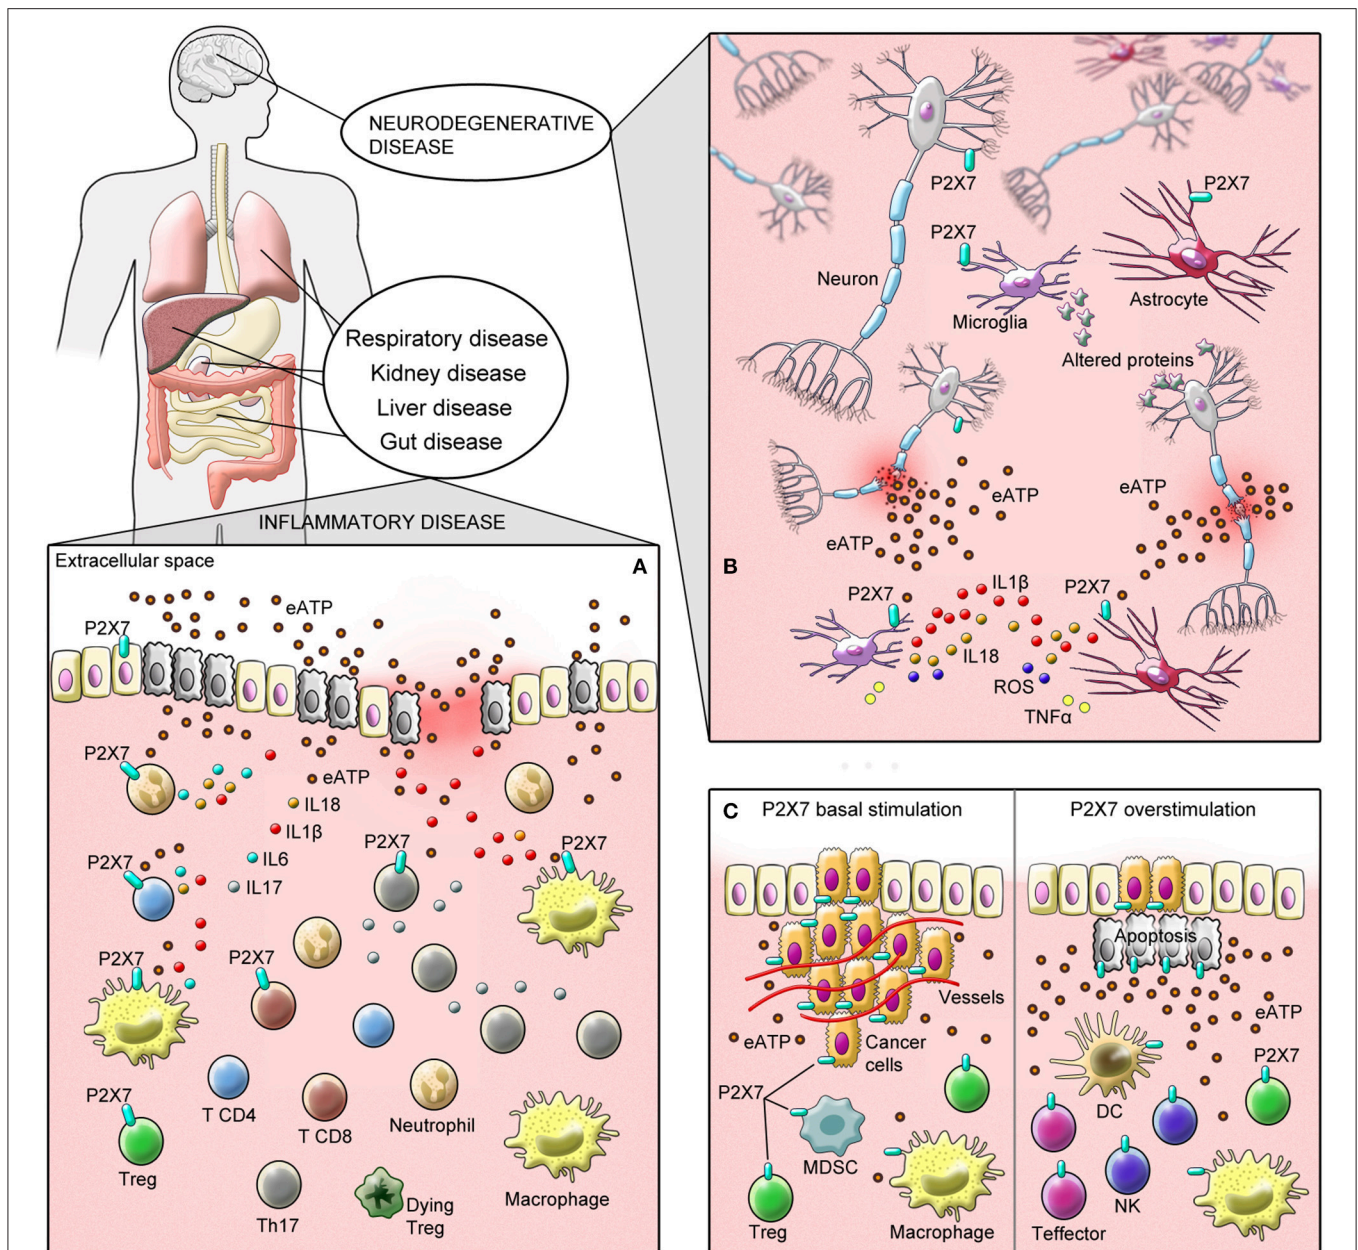 NEURODEGENERATIVE
DISEASE
Respiratory disease
Kidney disease
Liver disease
Gut disease
INFLAMMATORY DISEASE
Extracellular space
A
eATP
P2X7
P2X7
eATP
IL18
IL1β
IL6
IL17
P2X7
P2X7
P2X7
P2X7
P2X7
P2X7
T CD4
T CD8
Neutrophil
Treg
Th17
Dying
Treg
Macrophage
P2X7
P2X7
P2X7
Neuron
Microglia
Astrocyte
Altered proteins
eATP
eATP
eATP
B
P2X7
IL1β
P2X7
IL18
ROS
TNFα
C
P2X7 basal stimulation
Vessels
eATP
Cancer
cells
P2X7
MDSC
Treg
Macrophage
P2X7 overstimulation
Apoptosis
eATP
P2X7
DC
NK
Teffector